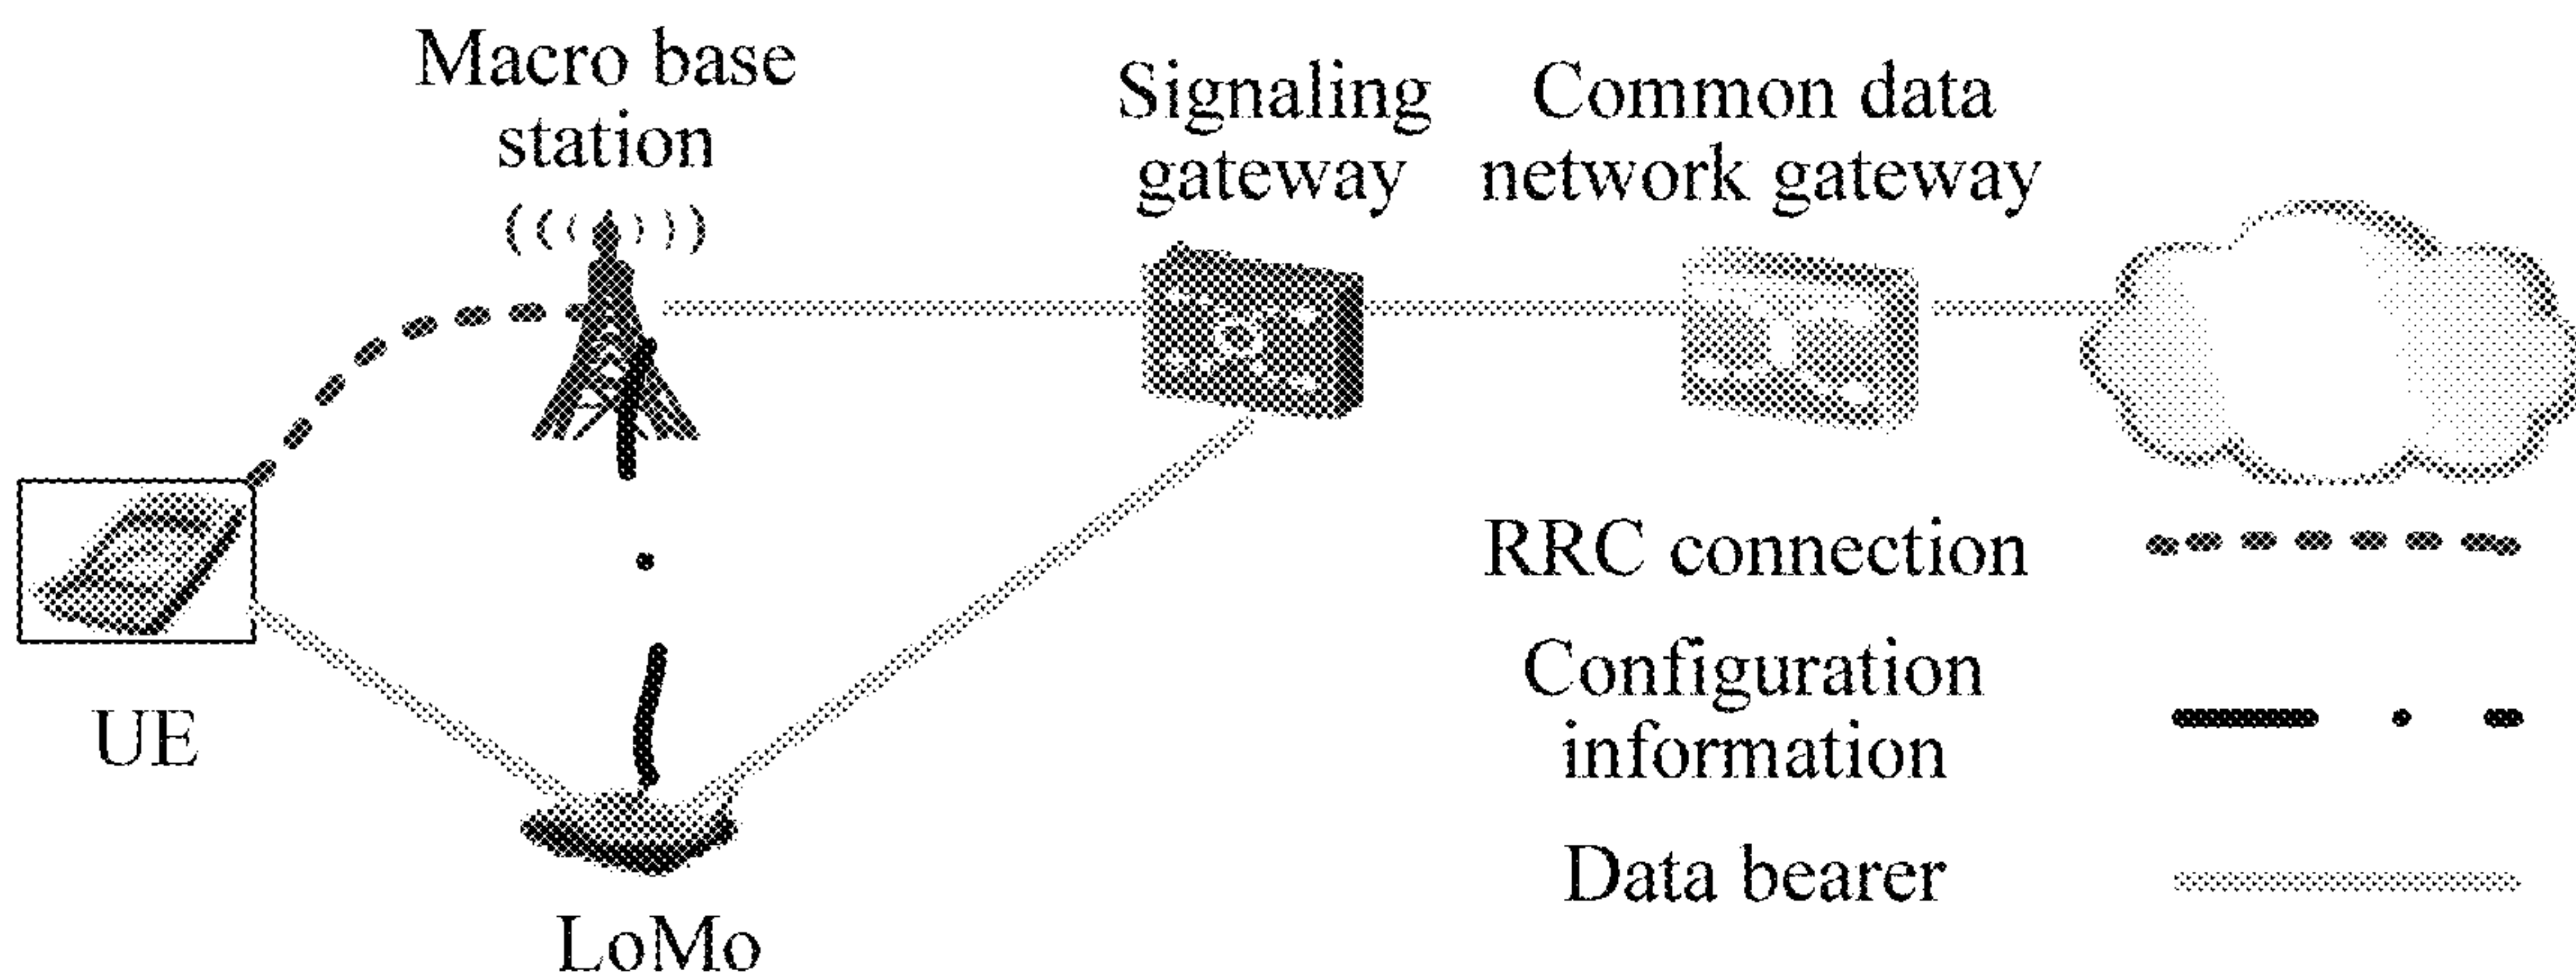 Macro base
station
Signaling
gateway
Common data
network gateway
UE
LoMo
RRC connection
Configuration
information
Data bearer